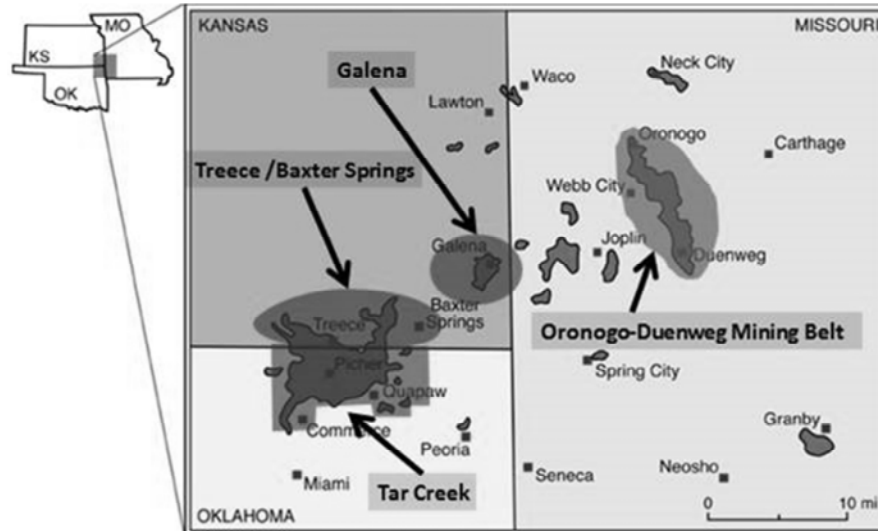 MO
KS
OK
KANSAS
MISSOURI
Galena
Waco
Neck City
Lawton
Oronogo
Carthage
Treece /Baxter Springs
Webb City
Galena
Joplin
Duenweg
Baxter
Springs
Treece
Oronogo-Duenweg Mining Belt
Picher
Spring City
Quapaw
Commerce
Granby
Peoria
Miami
Tar Creek
Seneca
Neosho
OKLAHOMA
0
10 mi